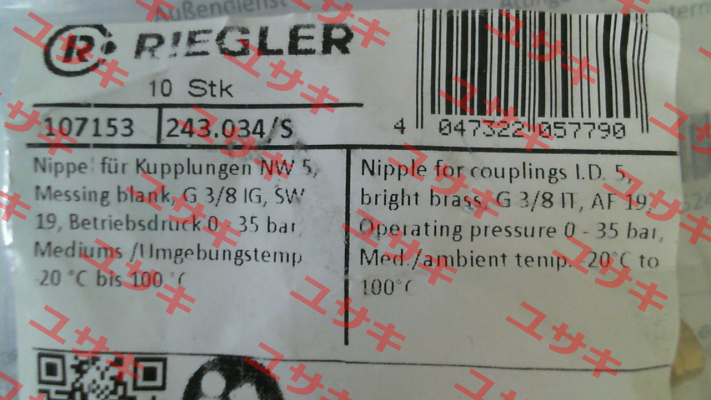 Außendienst
RIEGLER
10 Stk
107153 243.034/S
4 047322 057790
Nippel für Kupplungen NW 5,
Messing blank, G 3/8 IG, SW
19, Betriebsdruck 0 - 35 bar,
Mediums-/Umgebungstemp.
-20 °C bis 100 °C
Nipple for couplings I.D. 5,
bright brass, G 3/8 IT, AF 19,
Operating pressure 0 - 35 bar,
Med./ambient temp. -20°C to
100°C
ユサキ